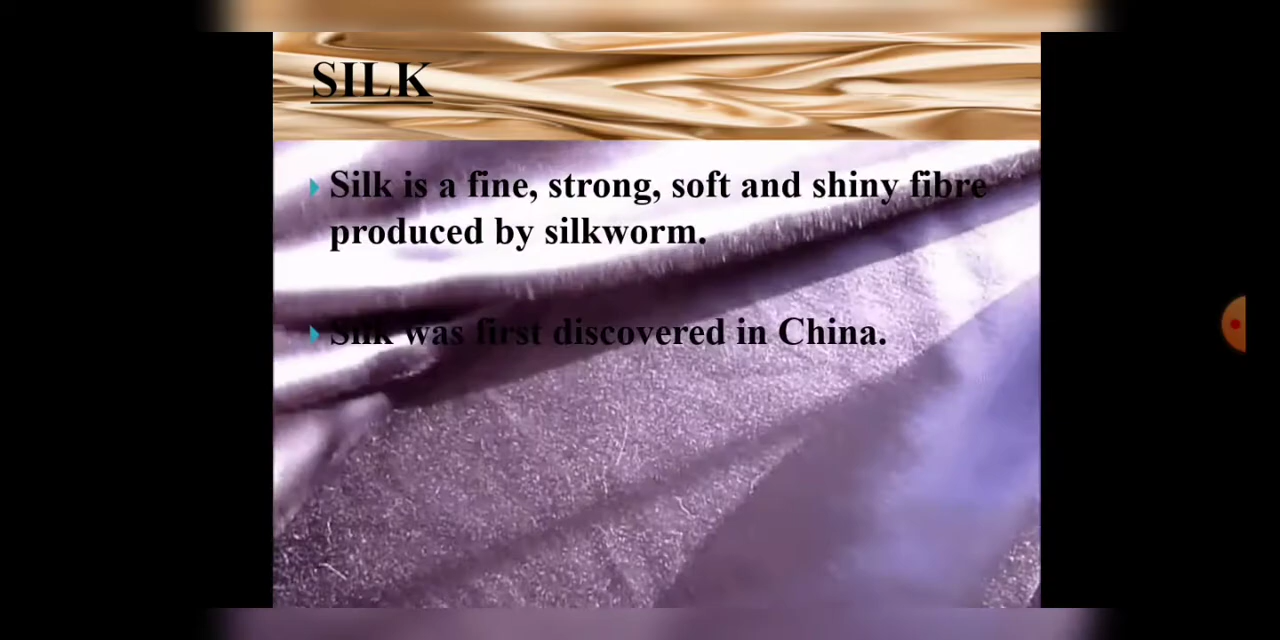 SILK
Silk is a fine, strong, soft and shiny fibre
produced by silkworm.
Silk was first discovered in China.